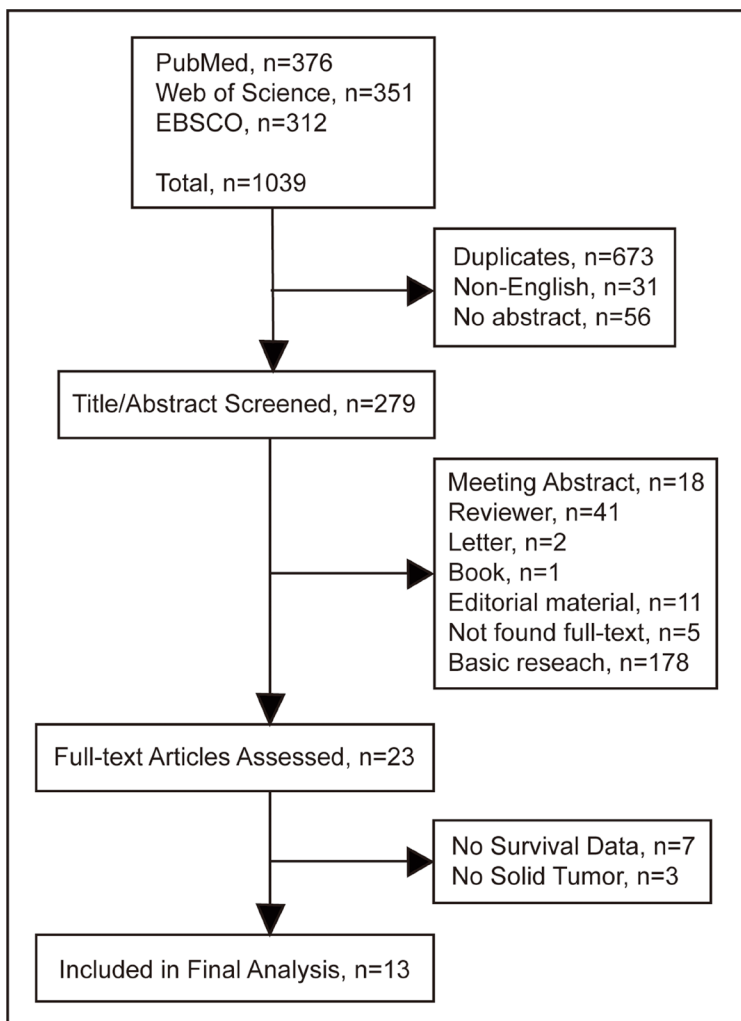 PubMed, n=376
Web of Science, n=351
EBSCO, n=312
Total, n=1039
Duplicates, n=673
Non-English, n=31
No abstract, n=56
Title/Abstract Screened, n=279
Meeting Abstract, n=18
Reviewer, n=41
Letter, n=2
Book, n=1
Editorial material, n=11
Not found full-text, n=5
Basic reseach, n=178
Full-text Articles Assessed, n=23
No Survival Data, n=7
No Solid Tumor, n=3
Included in Final Analysis, n=13